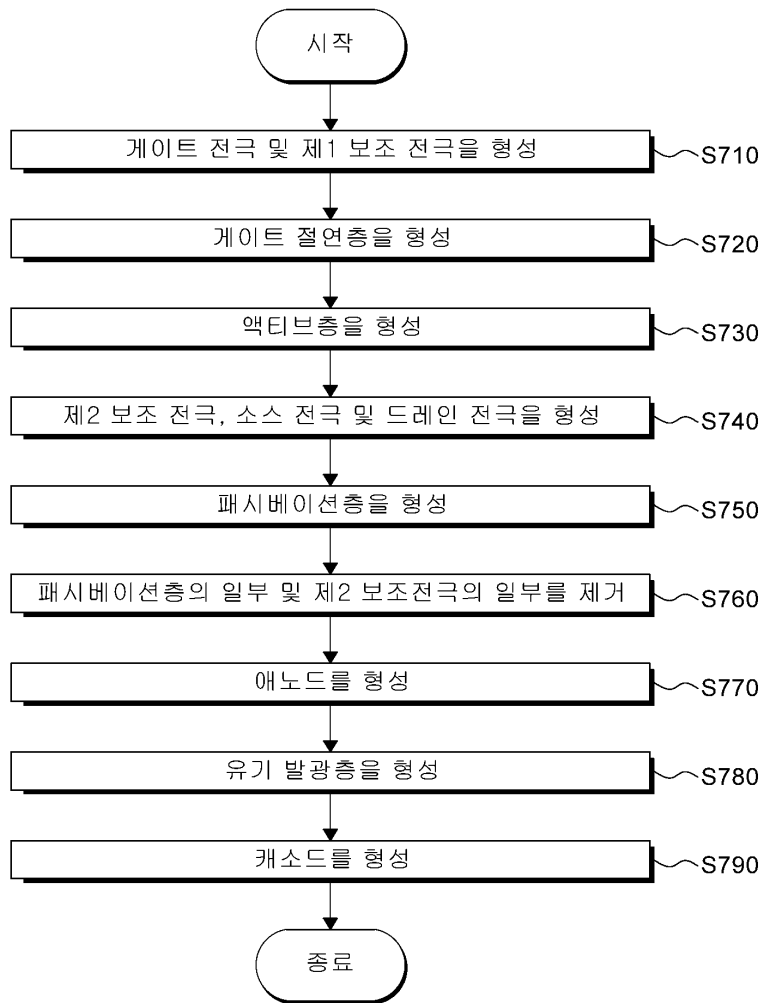 시작
게이트 전극 및 제1 보조 전극을 형성 S710
게이트 절연층을 형성 S720
액티브층을 형성 S730
제2 보조 전극, 소스 전극 및 드레인 전극을 형성 S740
패시베이션층을 형성 S750
패시베이션층의 일부 및 제2 보조전극의 일부를 제거 S760
애노드를 형성 S770
유기 발광층을 형성 S780
캐소드를 형성 S790
종료